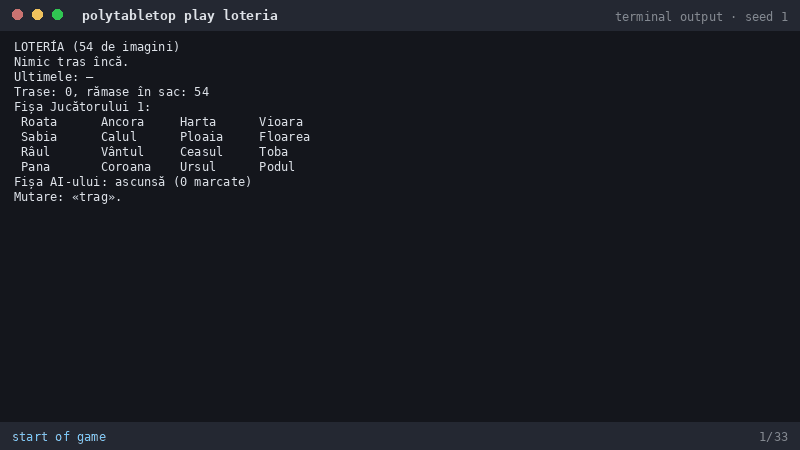 polytabletop play loteria
terminal output · seed 1
LOTERÍA (54 de imagini)
Nimic tras încă.
Ultimele: —
Trase: 0, rămase în sac: 54
Fișa Jucătorului 1:
Roata Ancora Harta Vioara
Sabia Calul Ploaia Floarea
Râul Vântul Ceasul Toba
Pana Coroana Ursul Podul
Fișa AI-ului: ascunsă (0 marcate)
Mutare: «trag».
start of game
1/33